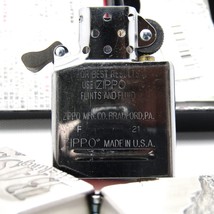 FOR BEST RESULTS
USE ZIPPO
FLINTS AND FLUID
ZIPPO MFG. CO. BRADFORD, PA.
F 21
ZIPPO MADE IN U.S.A.